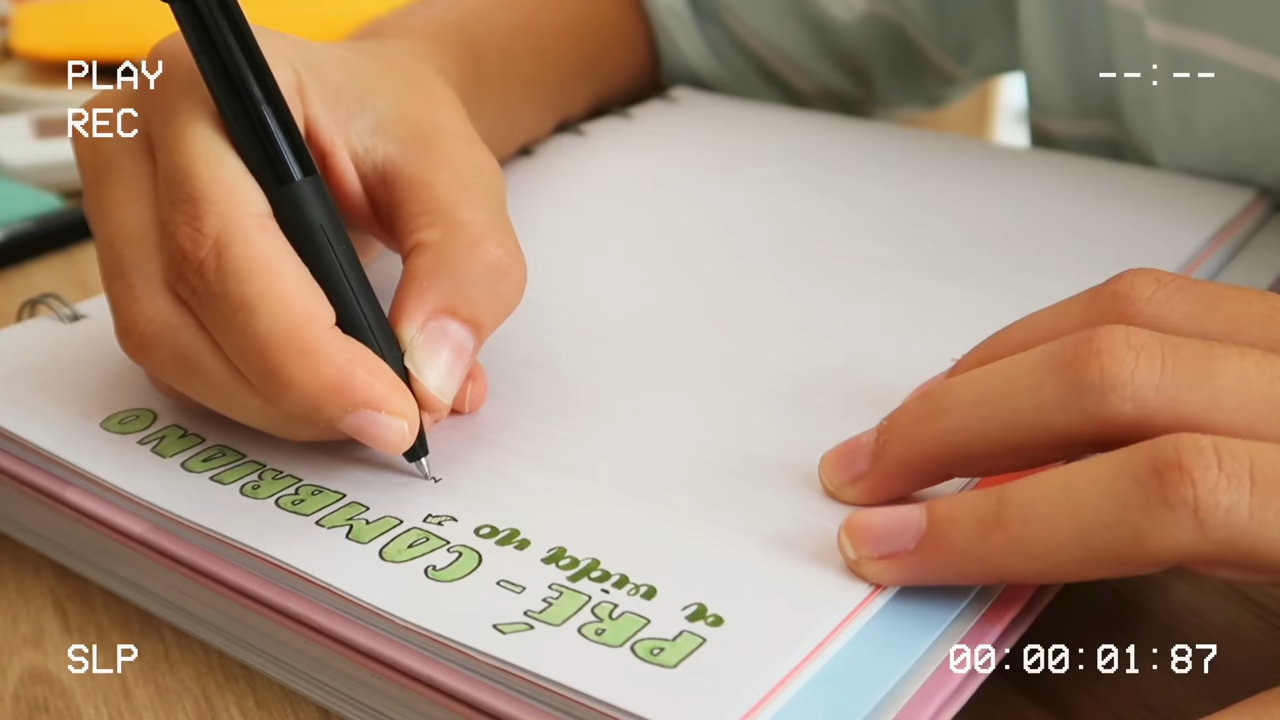 PLAY
REC
--:--
a vida no
PRÉ-CAMBRIANO
SLP
00:00:01:87